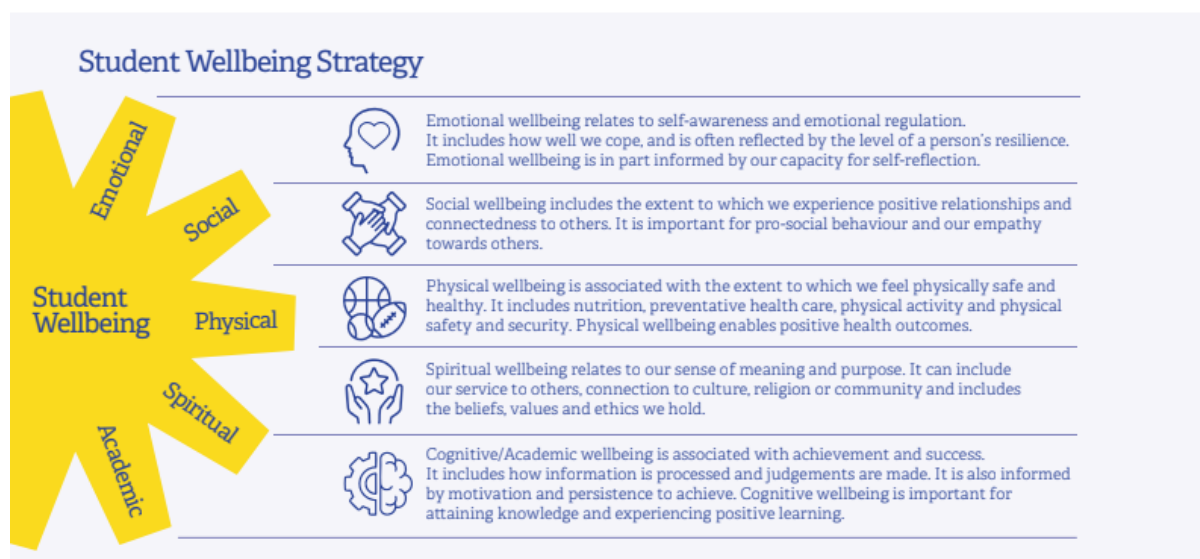 Student Wellbeing Strategy
Emotional
Emotional wellbeing relates to self-awareness and emotional regulation.
It includes how well we cope, and is often reflected by the level of a person's resilience.
Emotional wellbeing is in part informed by our capacity for self-reflection.
Social
Social wellbeing includes the extent to which we experience positive relationships and
connectedness to others. It is important for pro-social behaviour and our empathy
towards others.
Student
Wellbeing
Physical
Physical wellbeing is associated with the extent to which we feel physically safe and
healthy. It includes nutrition, preventative health care, physical activity and physical
safety and security. Physical wellbeing enables positive health outcomes.
Spiritual
Spiritual wellbeing relates to our sense of meaning and purpose. It can include
our service to others, connection to culture, religion or community and includes
the beliefs, values and ethics we hold.
Academic
Cognitive/Academic wellbeing is associated with achievement and success.
It includes how information is processed and judgements are made. It is also informed
by motivation and persistence to achieve. Cognitive wellbeing is important for
attaining knowledge and experiencing positive learning.